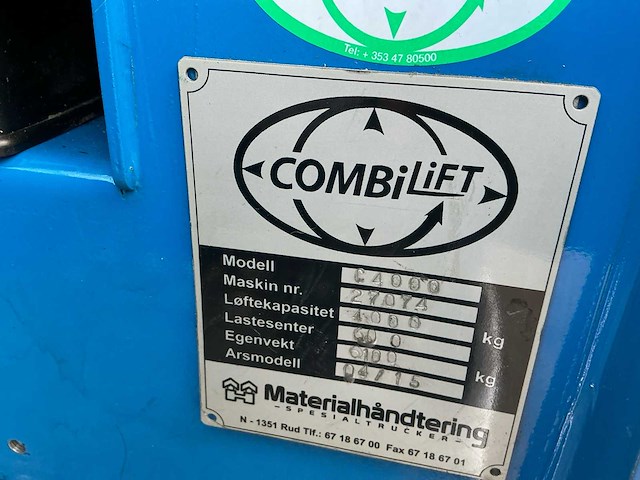 Tel: + 353 47 80500
COMBiLiFT
Modell C4000
Maskin nr. 27074
Løftekapasitet 4000 kg
Lastesenter 600
Egenvekt 6100 kg
Arsmodell 04/15
Materialhåndtering
- SPESIALTRUCKER -
N - 1351 Rud Tlf.: 67 18 67 00 Fax 67 18 67 01